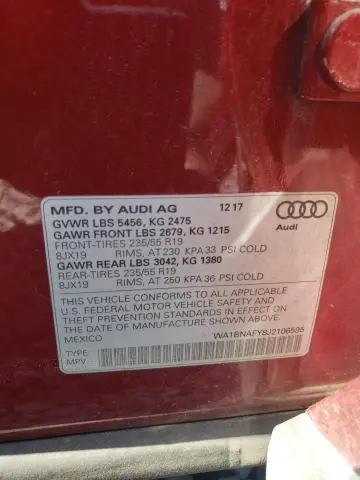 MFD. BY AUDI AG 12 17
GVWR LBS 5456, KG 2475
GAWR FRONT LBS 2679, KG 1215
FRONT-TIRES 235/55 R19
8JX19 RIMS, AT 230 KPA 33 PSI COLD
GAWR REAR LBS 3042, KG 1380
REAR-TIRES 235/55 R19
8JX19 RIMS, AT 250 KPA 36 PSI COLD
Audi
THIS VEHICLE CONFORMS TO ALL APPLICABLE
U.S. FEDERAL MOTOR VEHICLE SAFETY AND
THEFT PREVENTION STANDARDS IN EFFECT ON
THE DATE OF MANUFACTURE SHOWN ABOVE.
MEXICO
WA1BNAFY8J2106595
TYPE:
MPV